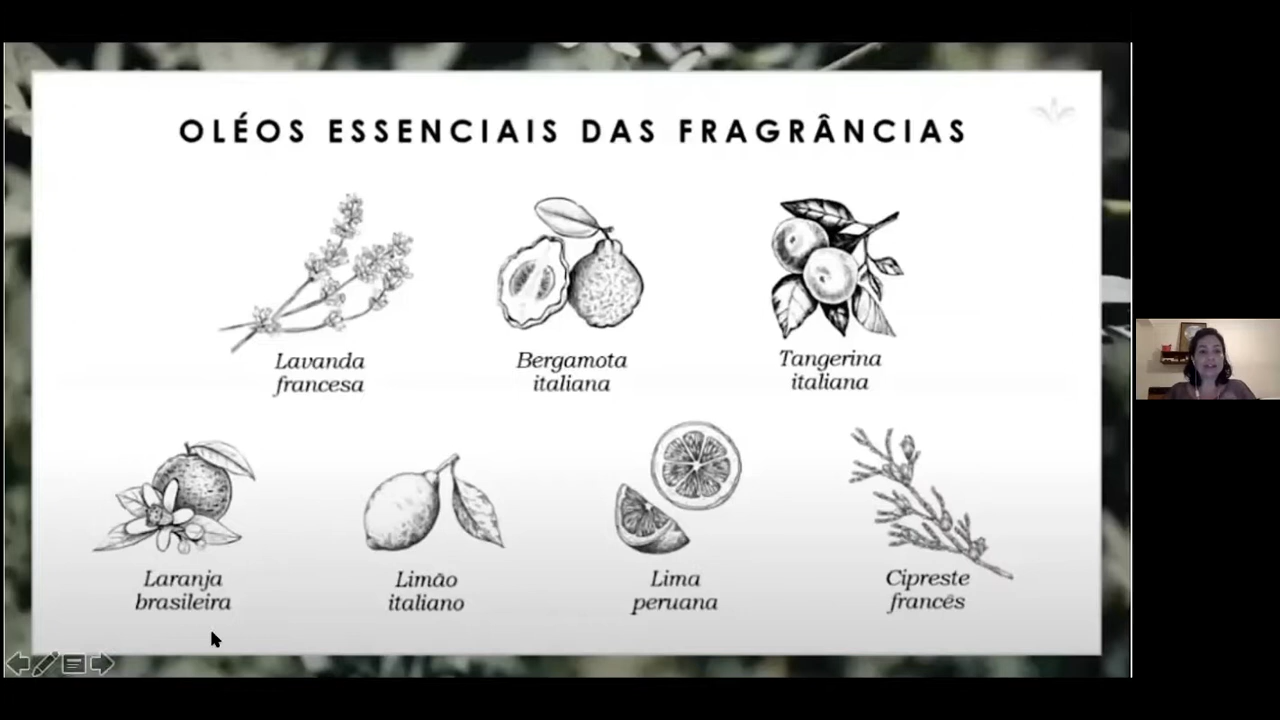 OLÉOS ESSENCIAIS DAS FRAGRÂNCIAS
Lavanda
francesa
Bergamota
italiana
Tangerina
italiana
Laranja
brasileira
Limão
italiano
Lima
peruana
Cipreste
francês